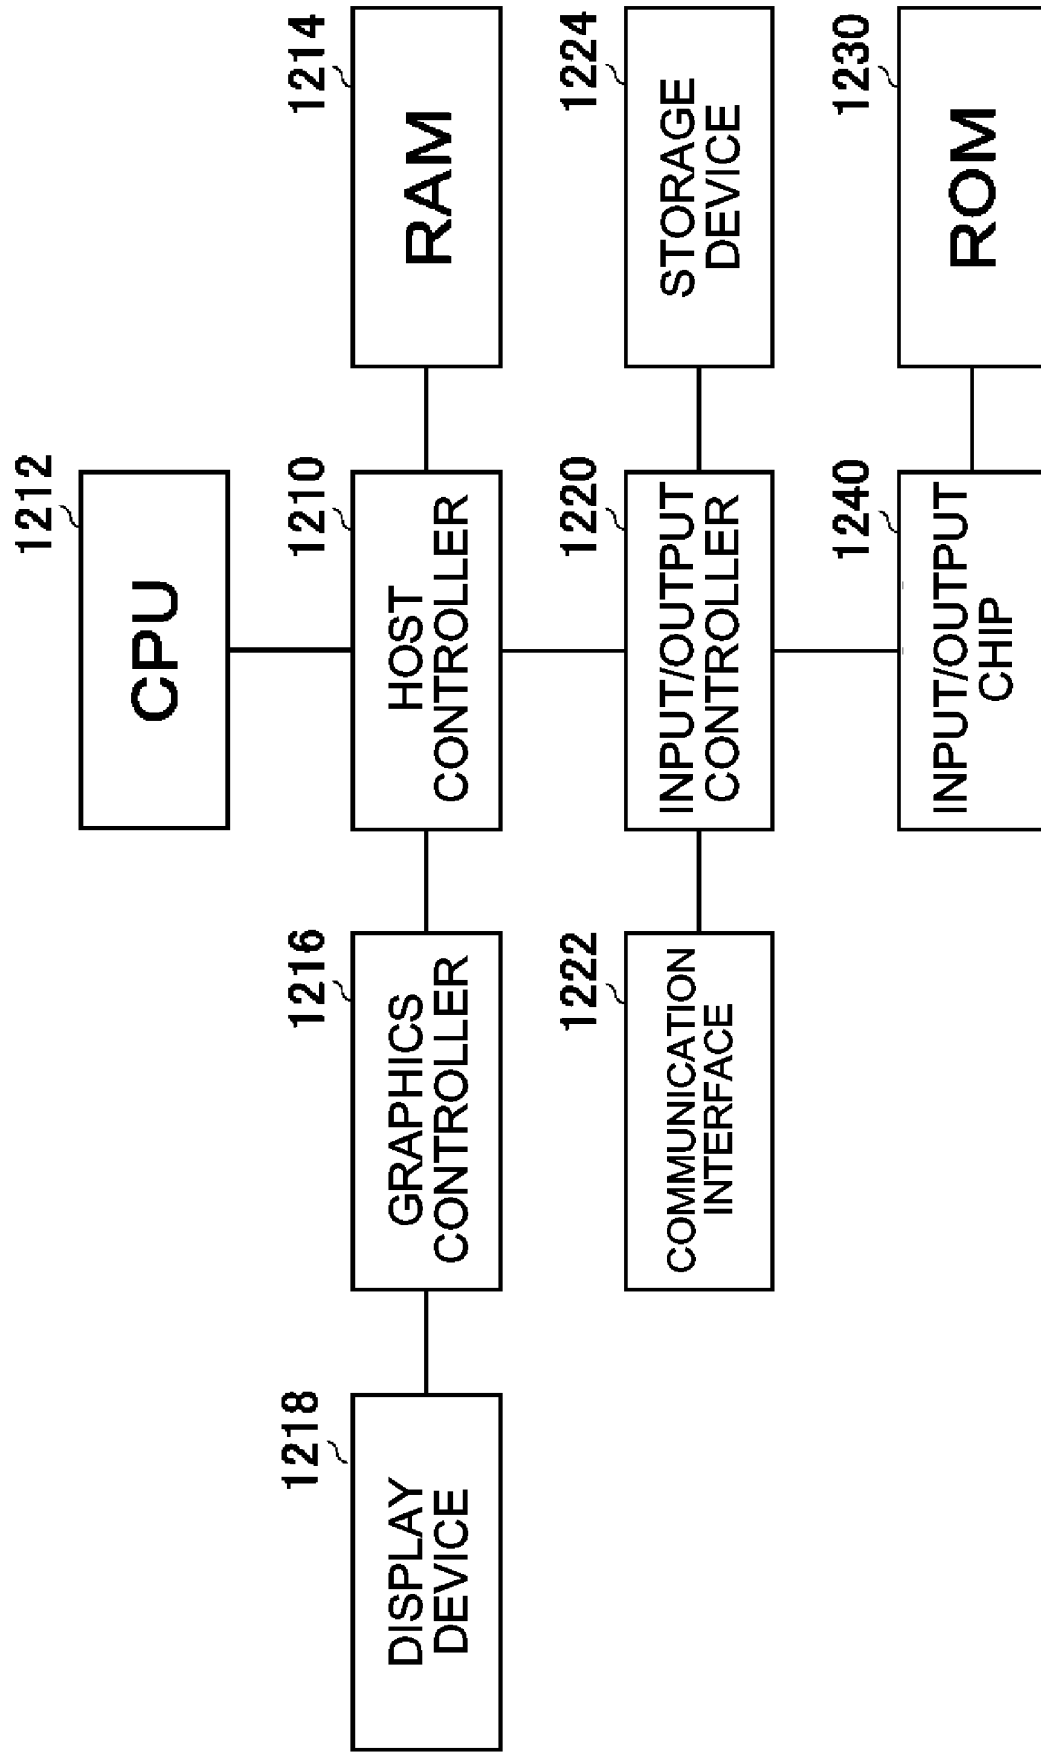 1212
CPU
1218
DISPLAY
DEVICE
1216
GRAPHICS
CONTROLLER
1210
HOST
CONTROLLER
1214
RAM
1222
COMMUNICATION
INTERFACE
1220
INPUT/OUTPUT
CONTROLLER
1224
STORAGE
DEVICE
1240
INPUT/OUTPUT
CHIP
1230
ROM